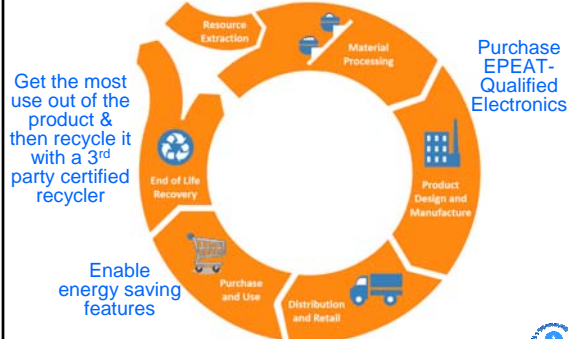 Resource
Extraction
Material
Processing
Purchase
EPEAT-
Qualified
Electronics
Get the most
use out of the
product &
then recycle it
with a 3rd
party certified
recycler
End of Life
Recovery
Product
Design and
Manufacture
Enable
energy saving
features
Purchase
and Use
Distribution
and Retail